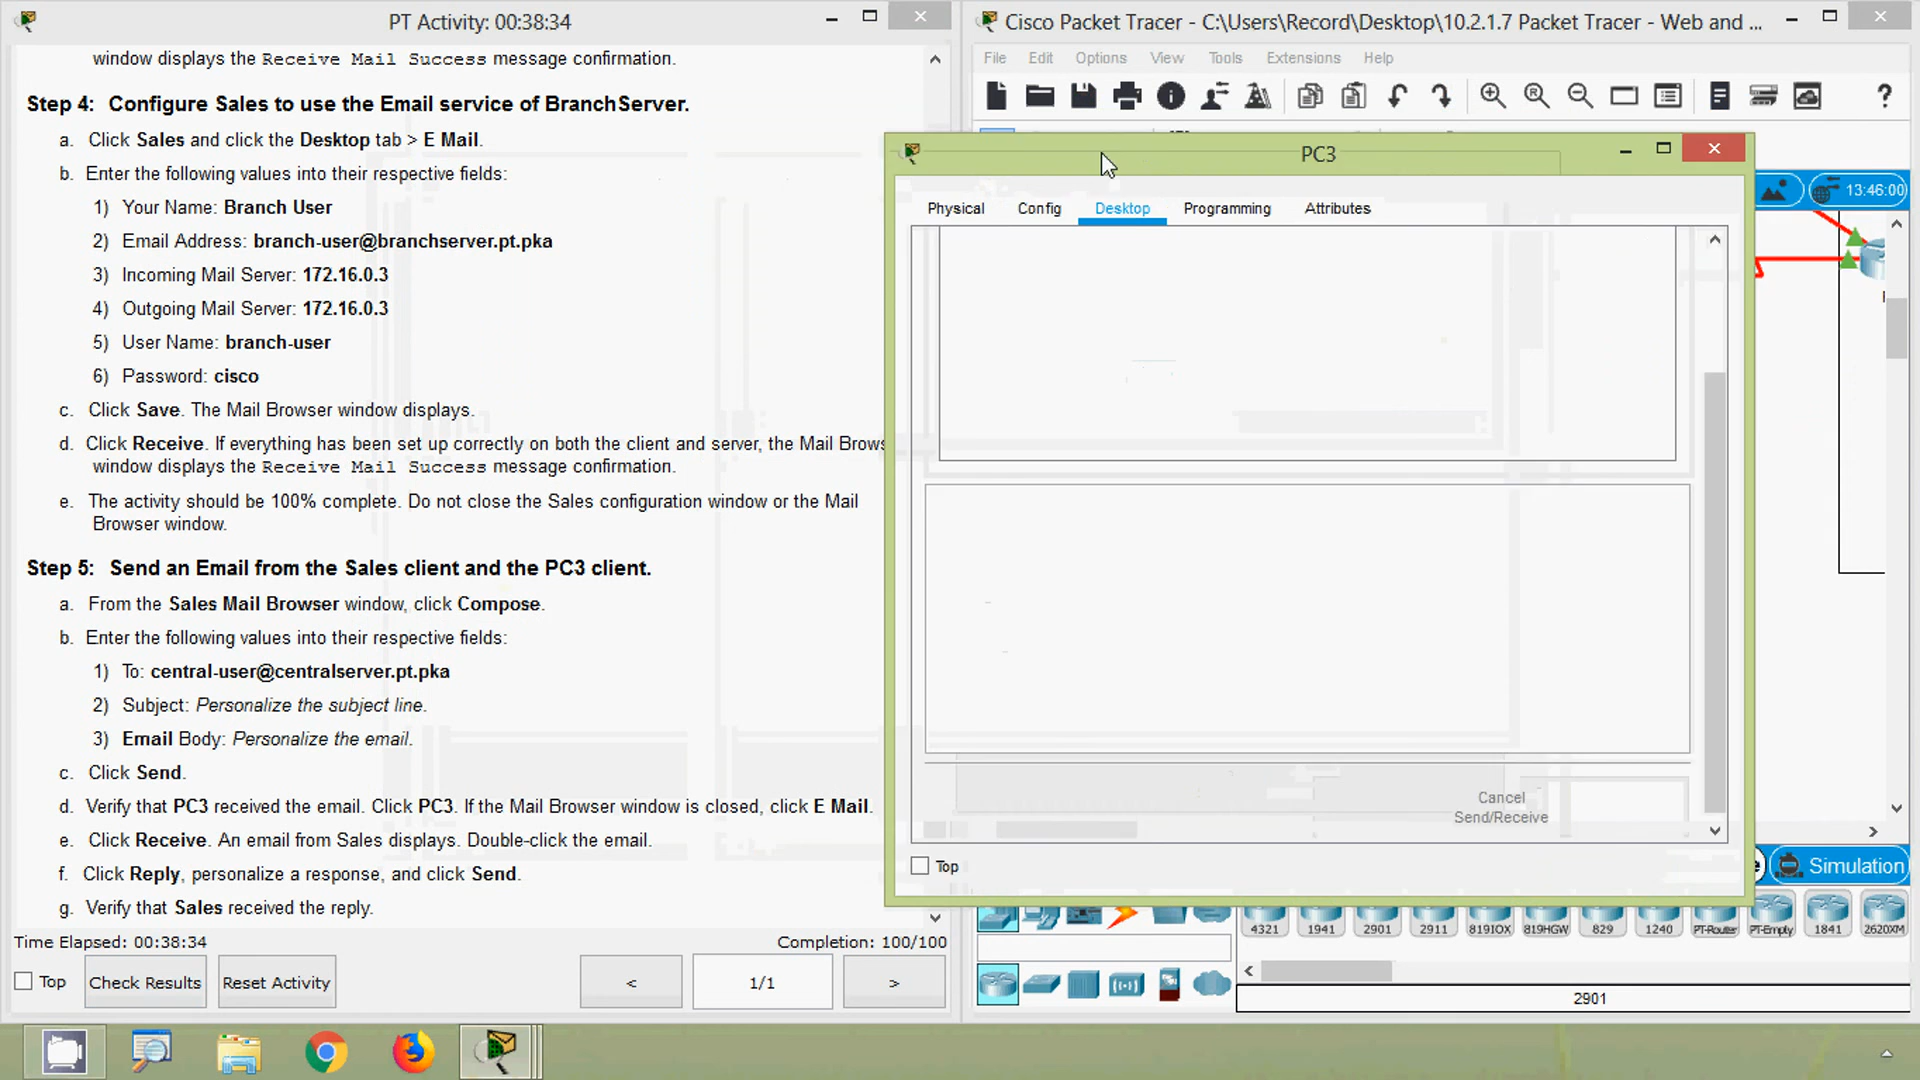 PT Activity: 00:38:34
window displays the Receive Mail Success message confirmation.
Step 4: Configure Sales to use the Email service of BranchServer.
a. Click Sales and click the Desktop tab > E Mail.
b. Enter the following values into their respective fields:
1) Your Name: Branch User
2) Email Address: branch-user@branchserver.pt.pka
3) Incoming Mail Server: 172.16.0.3
4) Outgoing Mail Server: 172.16.0.3
5) User Name: branch-user
6) Password: cisco
c. Click Save. The Mail Browser window displays.
d. Click Receive. If everything has been set up correctly on both the client and server, the Mail Brows
window displays the Receive Mail Success message confirmation.
e. The activity should be 100% complete. Do not close the Sales configuration window or the Mail
Browser window.
Step 5: Send an Email from the Sales client and the PC3 client.
a. From the Sales Mail Browser window, click Compose.
b. Enter the following values into their respective fields:
1) To: central-user@centralserver.pt.pka
2) Subject: Personalize the subject line.
3) Email Body: Personalize the email.
c. Click Send.
d. Verify that PC3 received the email. Click PC3. If the Mail Browser window is closed, click E Mail.
e. Click Receive. An email from Sales displays. Double-click the email.
f. Click Reply, personalize a response, and click Send.
g. Verify that Sales received the reply.
Time Elapsed: 00:38:34 Completion: 100/100
Top Check Results Reset Activity < 1/1 >
Cisco Packet Tracer - C:\Users\Record\Desktop\10.2.1.7 Packet Tracer - Web and ...
File Edit Options View Tools Extensions Help
?
PC3
13:46:00
Physical Config Desktop Programming Attributes
Cancel
Send/Receive
Top
Simulation
4321 1941 2901 2911 819IOX 819HGW 829 1240 PT-Router PT-Empty 1841 2620XM
2901